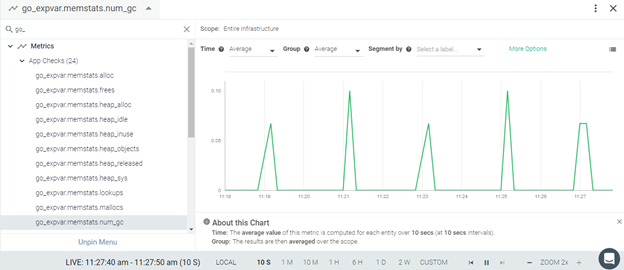 go_expvar.memstats.num_gc
go_
Metrics
App Checks (24)
go_expvar.memstats.alloc
go_expvar.memstats.frees
go_expvar.memstats.heap_alloc
go_expvar.memstats.heap_idle
go_expvar.memstats.heap_inuse
go_expvar.memstats.heap_objects
go_expvar.memstats.heap_released
go_expvar.memstats.heap_sys
go_expvar.memstats.lookups
go_expvar.memstats.mallocs
go_expvar.memstats.num_gc
Unpin Menu
Scope: Entire Infrastructure
Time Average Group Average Segment by Select a label... More Options
0.10
0.05
0
11:18 11:19 11:20 11:21 11:22 11:23 11:24 11:25 11:26 11:27
About this Chart
Time: The average value of this metric is computed for each entity over 10 secs (at 10 secs intervals).
Group: The results are then averaged over the scope.
LIVE: 11:27:40 am - 11:27:50 am (10 S) LOCAL 10 S 1 M 10 M 1 H 6 H 1 D 2 W CUSTOM ZOOM 2x